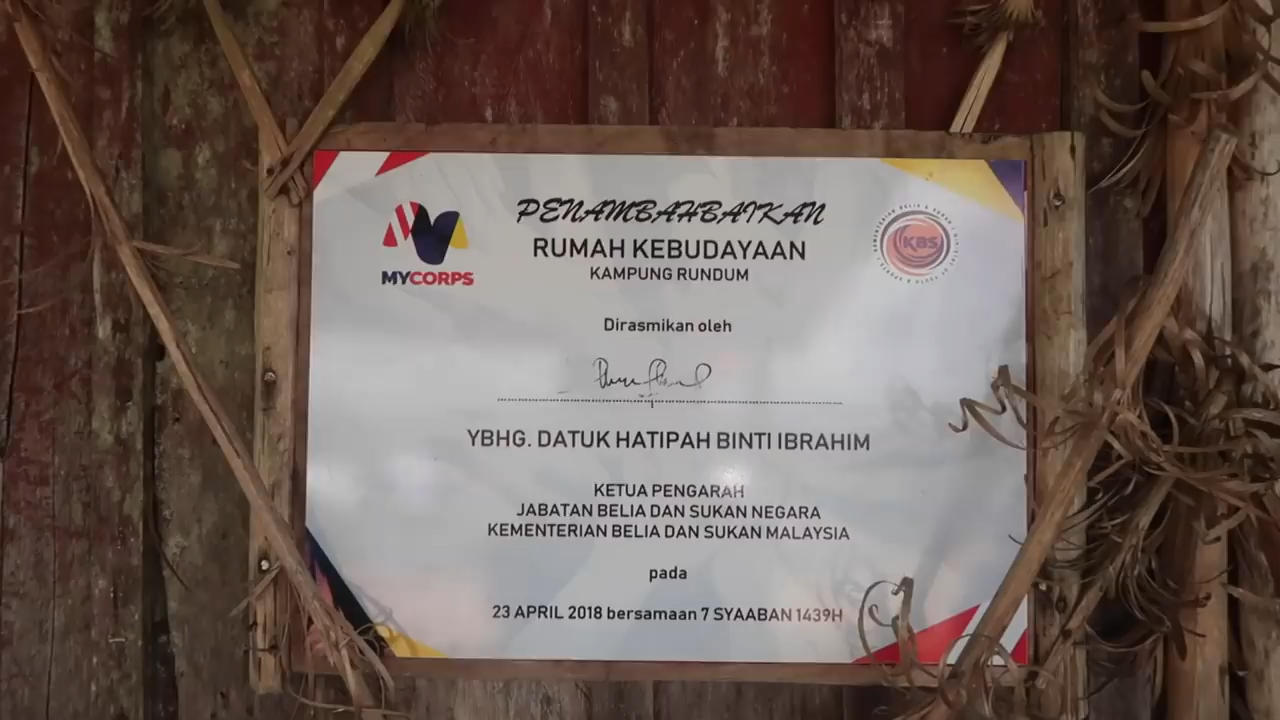 PENAMBAHBAIKAN
RUMAH KEBUDAYAAN
KAMPUNG RUNDUM
MYCORPS
KBS
Dirasmikan oleh
YBHG. DATUK HATIPAH BINTI IBRAHIM
KETUA PENGARAH
JABATAN BELIA DAN SUKAN NEGARA
KEMENTERIAN BELIA DAN SUKAN MALAYSIA
pada
23 APRIL 2018 bersamaan 7 SYAABAN 1439H